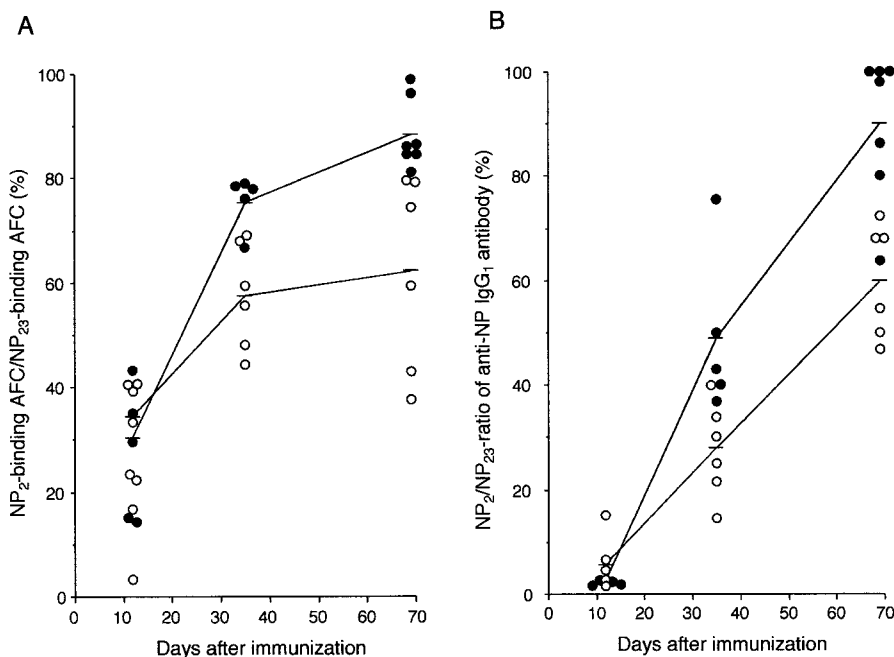 A
NP₂-binding AFC/NP₂₃-binding AFC (%)
100
80
60
40
20
0
0 10 20 30 40 50 60 70
Days after immunization
B
NP₂/NP₂₃-ratio of anti-NP IgG₁ antibody (%)
100
80
60
40
20
0
0 10 20 30 40 50 60 70
Days after immunization